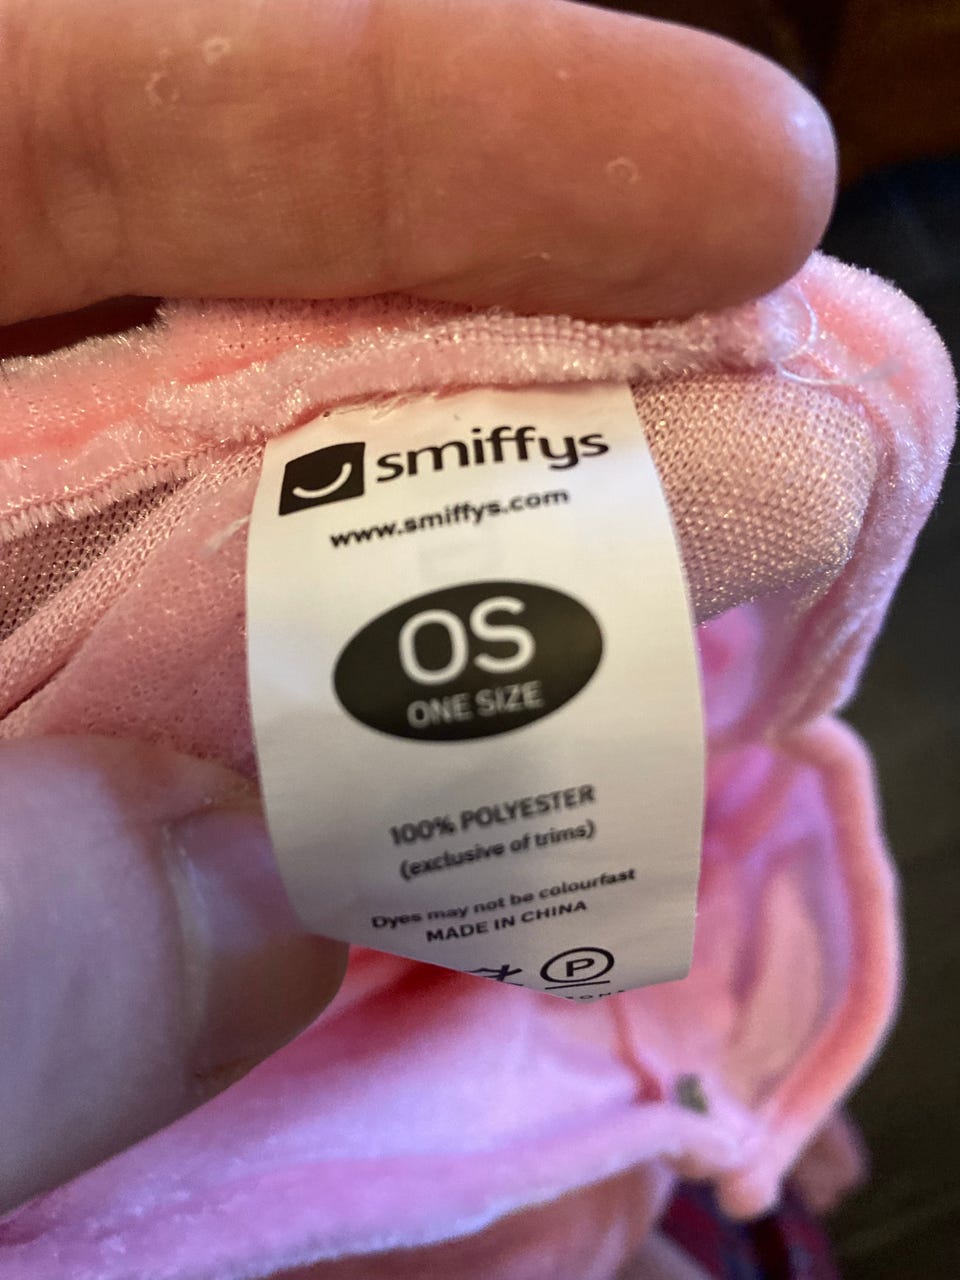 smiffys
www.smiffys.com
OS
ONE SIZE
100% POLYESTER
(exclusive of trims)
Dyes may not be colourfast
MADE IN CHINA
P